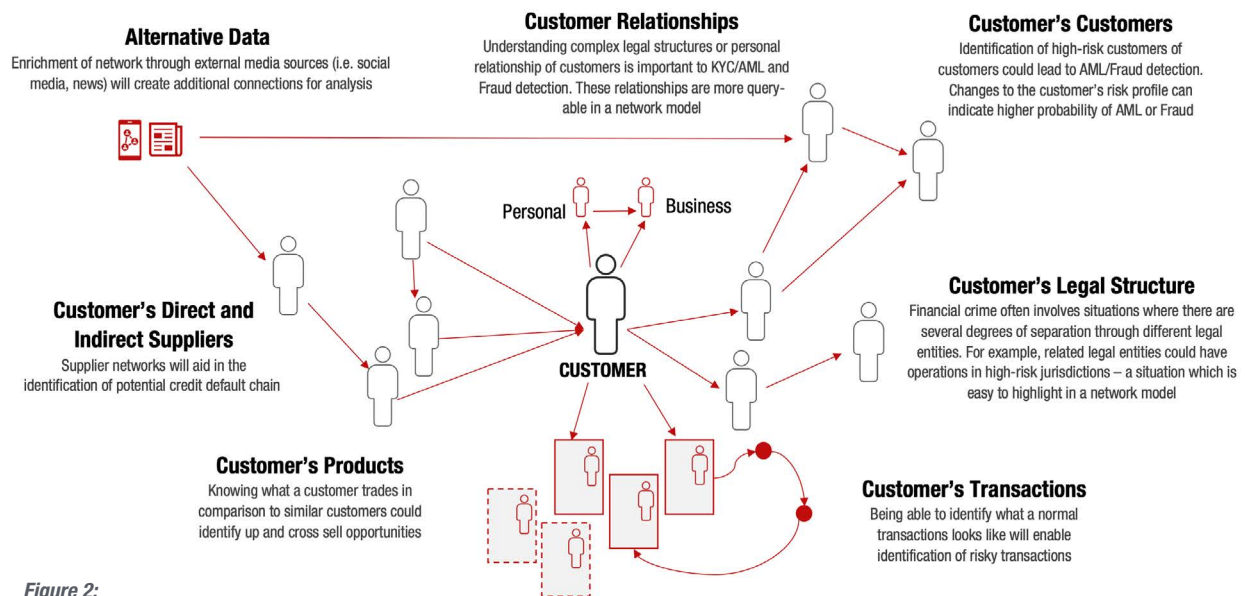 Alternative Data
Enrichment of network through external media sources (i.e. social
media, news) will create additional connections for analysis
Customer Relationships
Understanding complex legal structures or personal
relationship of customers is important to KYC/AML and
Fraud detection. These relationships are more query-
able in a network model
Customer's Customers
Identification of high-risk customers of
customers could lead to AML/Fraud detection.
Changes to the customer's risk profile can
indicate higher probability of AML or Fraud
Personal
Business
Customer's Direct and
Indirect Suppliers
Supplier networks will aid in the
identification of potential credit default chain
CUSTOMER
Customer's Legal Structure
Financial crime often involves situations where there are
several degrees of separation through different legal
entities. For example, related legal entities could have
operations in high-risk jurisdictions – a situation which is
easy to highlight in a network model
Customer's Products
Knowing what a customer trades in
comparison to similar customers could
identify up and cross sell opportunities
Customer's Transactions
Being able to identify what a normal
transactions looks like will enable
identification of risky transactions
Figure 2: